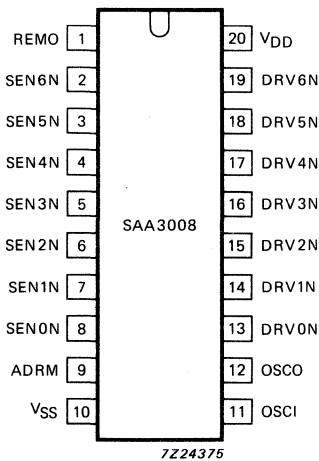 REMO 1 20 VDD
SEN6N 2 19 DRV6N
SEN5N 3 18 DRV5N
SEN4N 4 17 DRV4N
SEN3N 5 16 DRV3N
SAA3008
SEN2N 6 15 DRV2N
SEN1N 7 14 DRV1N
SEN0N 8 13 DRV0N
ADRM 9 12 OSCO
VSS 10 11 OSCI
7Z24375